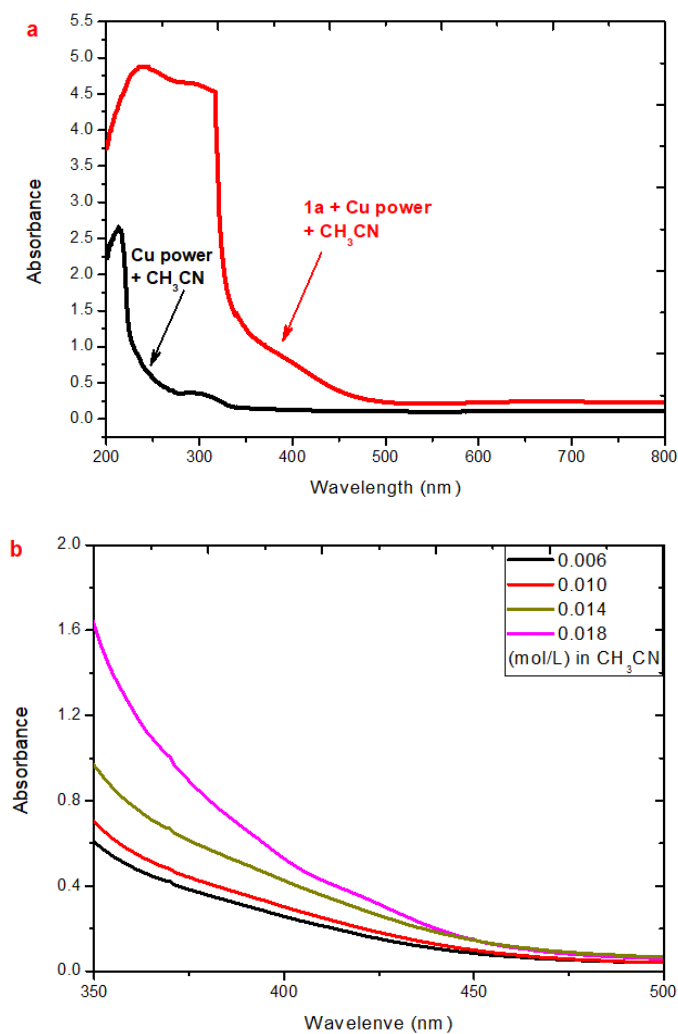 a
5.5
5.0
4.5
4.0
3.5
3.0
2.5
2.0
1.5
1.0
0.5
0.0
Absorbance
1a + Cu power
+ CH₃CN
Cu power
+ CH₃CN
200 300 400 500 600 700 800
Wavelength (nm)
b
2.0
1.6
1.2
0.8
0.4
0.0
Absorbance
0.006
0.010
0.014
0.018
(mol/L) in CH₃CN
350 400 450 500
Wavelenve (nm)